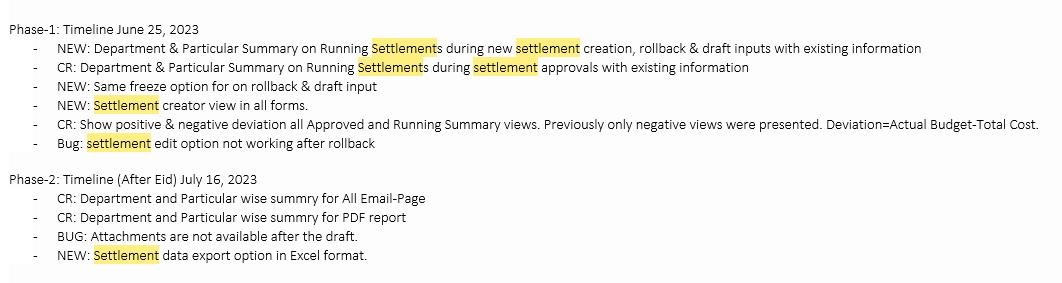 Phase-1: Timeline June 25, 2023
- NEW: Department & Particular Summary on Running Settlements during new settlement creation, rollback & draft inputs with existing information
- CR: Department & Particular Summary on Running Settlements during settlement approvals with existing information
- NEW: Same freeze option for on rollback & draft input
- NEW: Settlement creator view in all forms.
- CR: Show positive & negative deviation all Approved and Running Summary views. Previously only negative views were presented. Deviation=Actual Budget-Total Cost.
- Bug: settlement edit option not working after rollback
Phase-2: Timeline (After Eid) July 16, 2023
- CR: Department and Particular wise summry for All Email-Page
- CR: Department and Particular wise summry for PDF report
- BUG: Attachments are not available after the draft.
- NEW: Settlement data export option in Excel format.